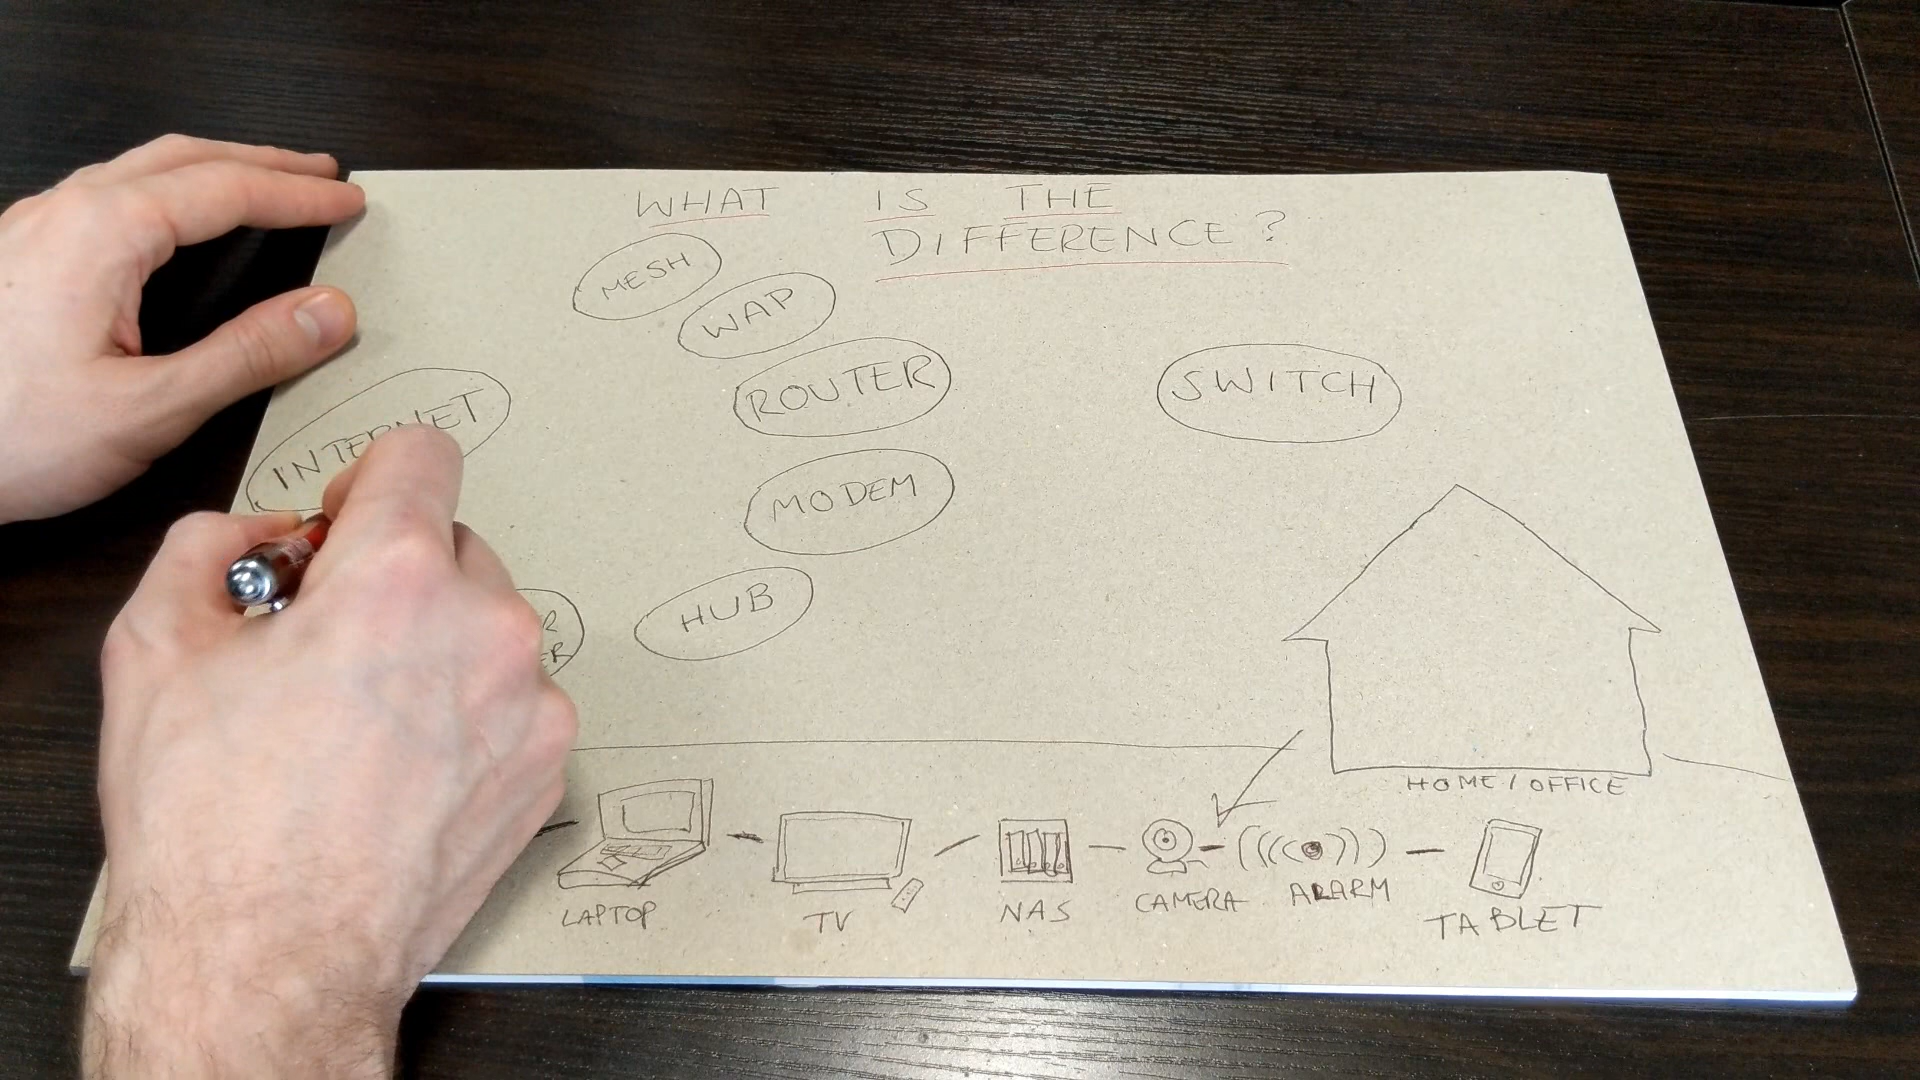 WHAT IS THE
DIFFERENCE?
MESH
WAP
ROUTER
SWITCH
INTERNET
MODEM
HUB
HOME / OFFICE
LAPTOP
TV
NAS
CAMERA
ALARM
TABLET